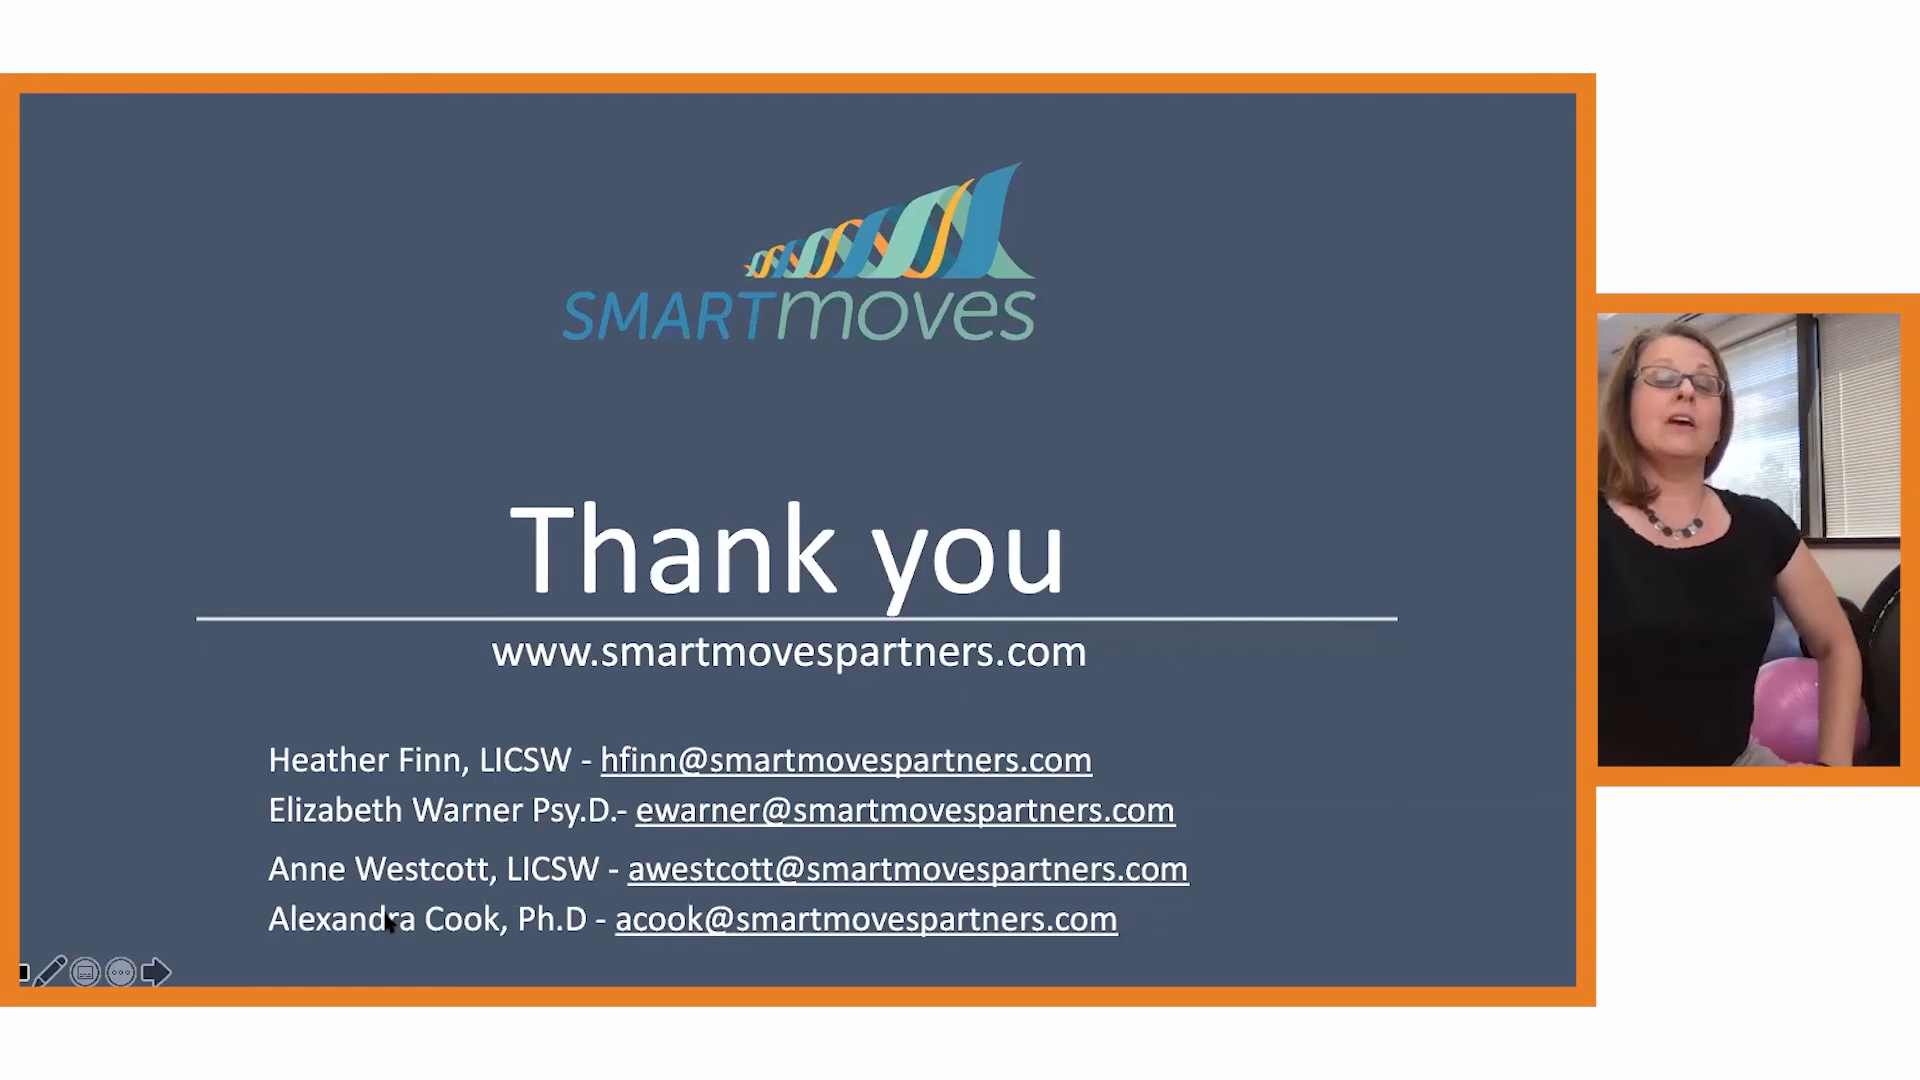 SMARTmoves
Thank you
www.smartmovespartners.com
Heather Finn, LICSW - hfinn@smartmovespartners.com
Elizabeth Warner Psy.D.- ewarner@smartmovespartners.com
Anne Westcott, LICSW - awestcott@smartmovespartners.com
Alexandra Cook, Ph.D - acook@smartmovespartners.com